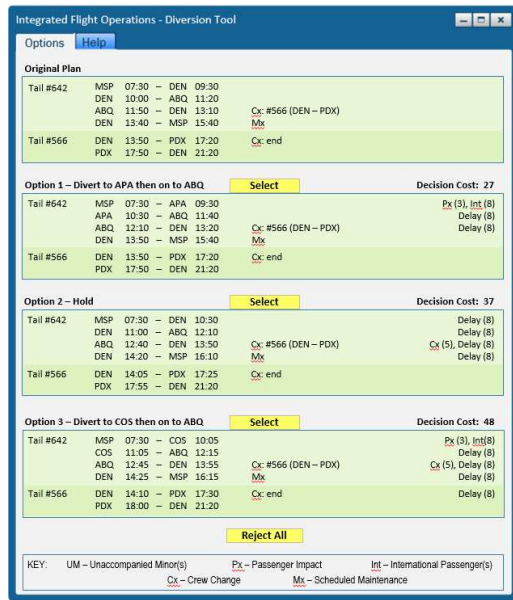 Integrated Flight Operations - Diversion Tool
Options Help
Original Plan
Tail #642 MSP 07:30 – DEN 09:30
DEN 10:00 – ABQ 11:20
ABQ 11:50 – DEN 13:10 Cx: #566 (DEN – PDX)
DEN 13:40 – MSP 15:40 Mx
Tail #566 DEN 13:50 – PDX 17:20 Cx: end
PDX 17:50 – DEN 21:20
Option 1 – Divert to APA then on to ABQ Select Decision Cost: 27
Tail #642 MSP 07:30 – APA 09:30 Px (3), Int (8)
APA 10:30 – ABQ 11:40 Delay (8)
ABQ 12:10 – DEN 13:20 Cx: #566 (DEN – PDX) Delay (8)
DEN 13:50 – MSP 15:40 Mx
Tail #566 DEN 13:50 – PDX 17:20 Cx: end
PDX 17:50 – DEN 21:20
Option 2 – Hold Select Decision Cost: 37
Tail #642 MSP 07:30 – DEN 10:30 Delay (8)
DEN 11:00 – ABQ 12:10 Delay (8)
ABQ 12:40 – DEN 13:50 Cx: #566 (DEN – PDX) Cx (5), Delay (8)
DEN 14:20 – MSP 16:10 Mx Delay (8)
Tail #566 DEN 14:05 – PDX 17:25 Cx: end
PDX 17:55 – DEN 21:20
Option 3 – Divert to COS then on to ABQ Select Decision Cost: 48
Tail #642 MSP 07:30 – COS 10:05 Px (3), Int(8)
COS 11:05 – ABQ 12:15 Delay (8)
ABQ 12:45 – DEN 13:55 Cx: #566 (DEN – PDX) Cx (5), Delay (8)
DEN 14:25 – MSP 16:15 Mx Delay (8)
Tail #566 DEN 14:10 – PDX 17:30 Cx: end Delay (8)
PDX 18:00 – DEN 21:20
Reject All
KEY: UM – Unaccompanied Minor(s) Px – Passenger Impact Int – International Passenger(s)
Cx – Crew Change Mx – Scheduled Maintenance